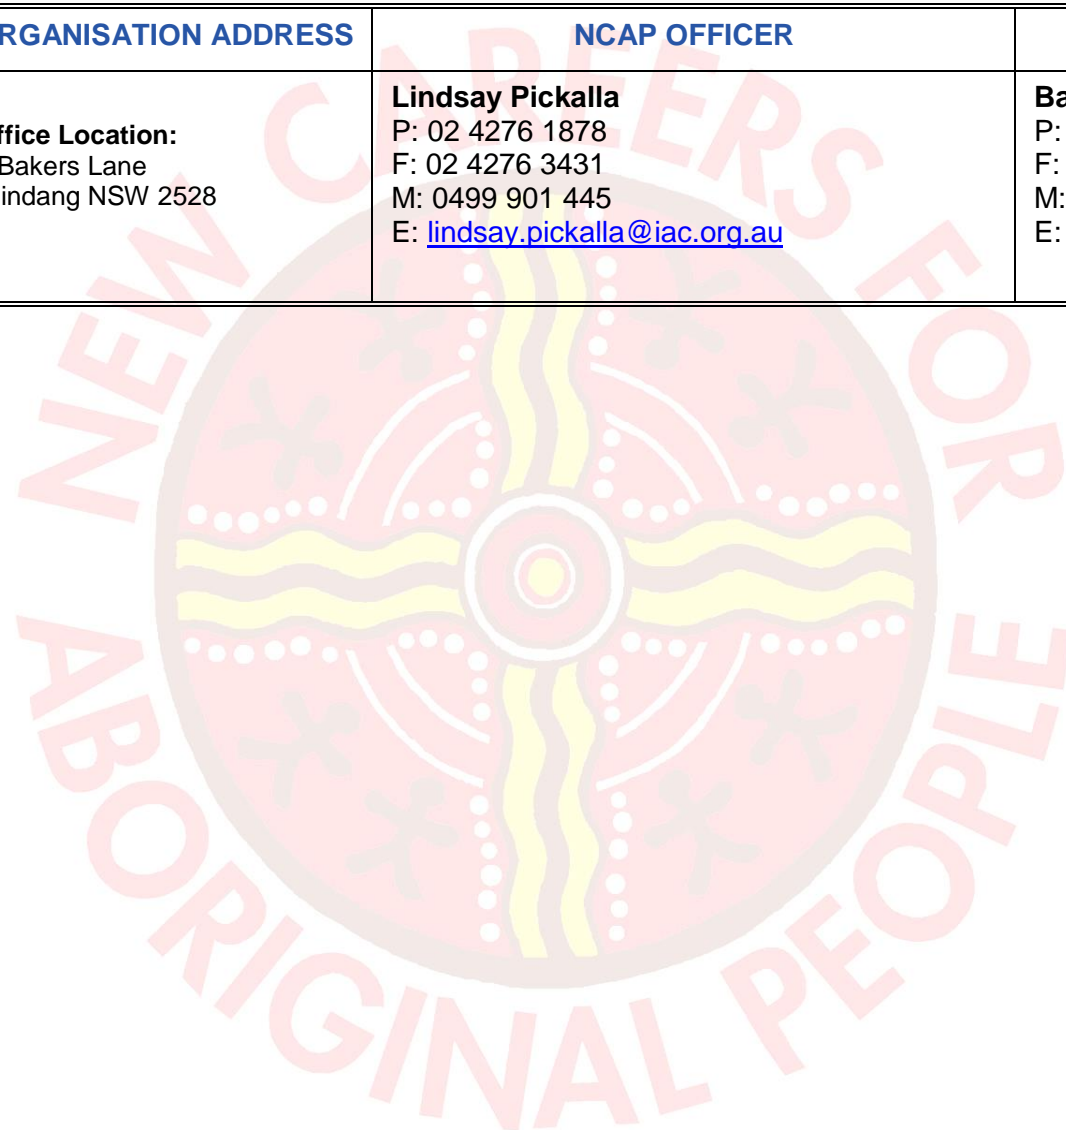 RGANISATION ADDRESS
NCAP OFFICER
ffice Location:
Bakers Lane
indang NSW 2528
Lindsay Pickalla
P: 02 4276 1878
F: 02 4276 3431
M: 0499 901 445
E: lindsay.pickalla@iac.org.au
Ba
P:
F:
M:
E:
NEW CAREERS FOR
ABORIGINAL PEOPLE